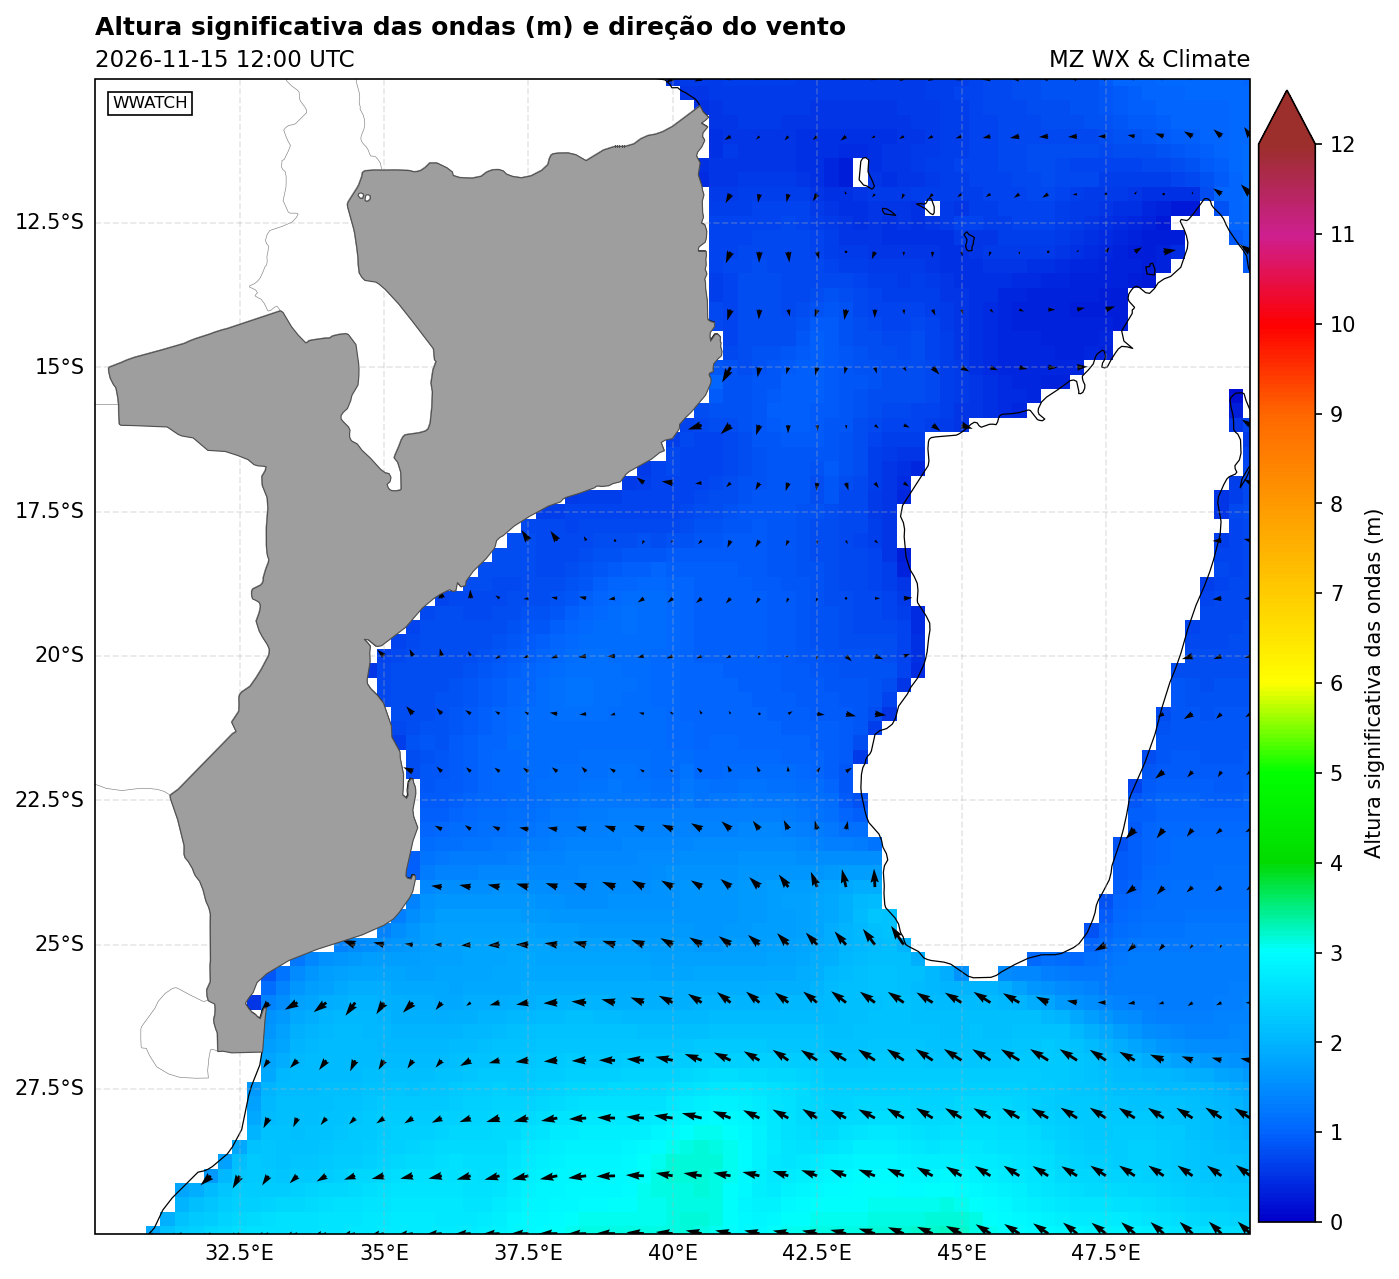 Altura significativa das ondas (m) e direção do vento
2026-11-15 12:00 UTC
MZ WX & Climate
WWATCH
12.5°S
15°S
17.5°S
20°S
22.5°S
25°S
27.5°S
32.5°E
35°E
37.5°E
40°E
42.5°E
45°E
47.5°E
12
11
10
9
8
7
6
5
4
3
2
1
0
Altura significativa das ondas (m)